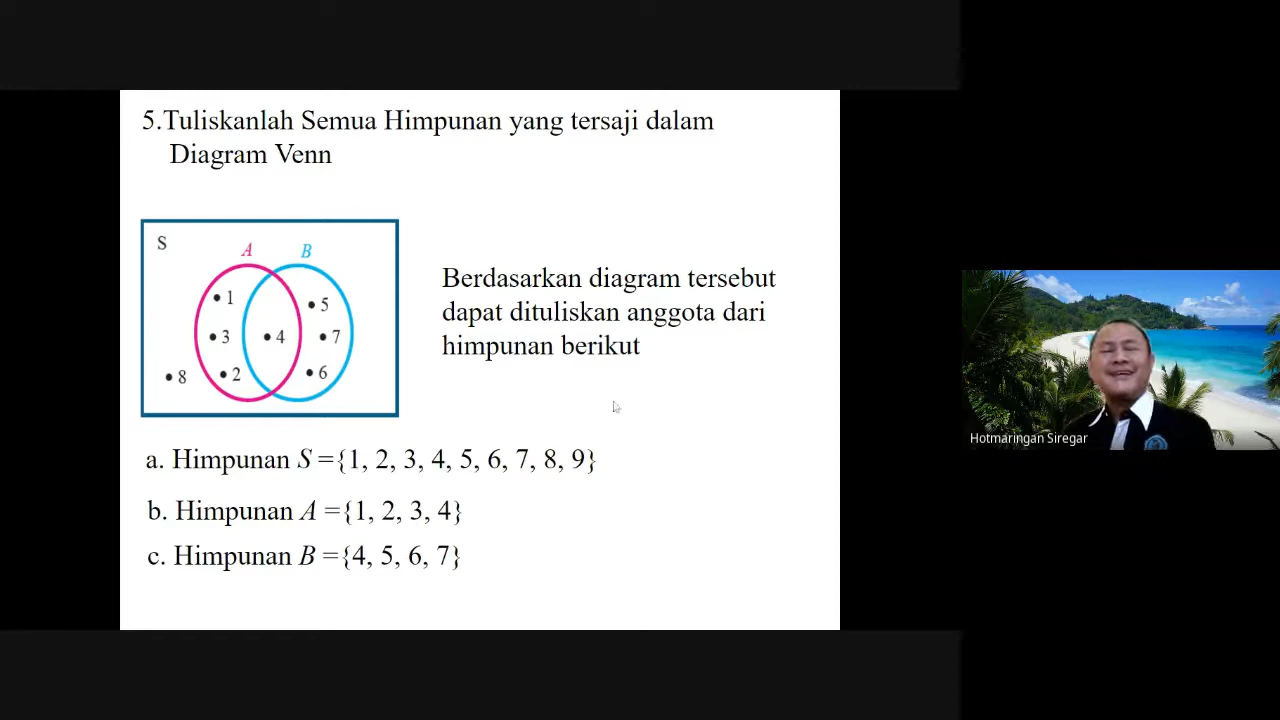 5.Tuliskanlah Semua Himpunan yang tersaji dalam
Diagram Venn
S
A
B
• 1
• 5
• 3
• 4
• 7
• 8
• 2
• 6
Berdasarkan diagram tersebut
dapat dituliskan anggota dari
himpunan berikut
a. Himpunan S ={1, 2, 3, 4, 5, 6, 7, 8, 9}
b. Himpunan A ={1, 2, 3, 4}
c. Himpunan B ={4, 5, 6, 7}
Hotmaringan Siregar